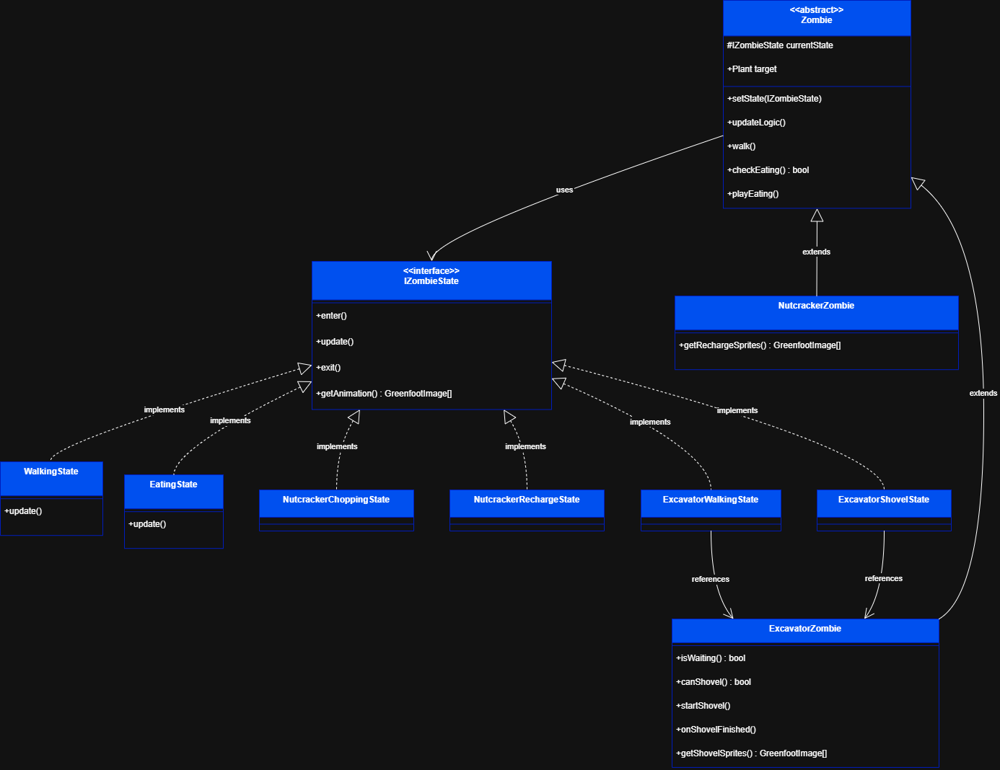 <<abstract>>
Zombie
#IZombieState currentState
+Plant target
+setState(IZombieState)
+updateLogic()
+walk()
+checkEating() : bool
+playEating()
uses
extends
<<interface>>
IZombieState
+enter()
+update()
+exit()
+getAnimation() : GreenfootImage[]
NutcrackerZombie
+getRechargeSprites() : GreenfootImage[]
extends
implements
implements
implements
implements
implements
implements
WalkingState
+update()
EatingState
+update()
NutcrackerChoppingState
NutcrackerRechargeState
ExcavatorWalkingState
ExcavatorShovelState
references
references
ExcavatorZombie
+isWaiting() : bool
+canShovel() : bool
+startShovel()
+onShovelFinished()
+getShovelSprites() : GreenfootImage[]